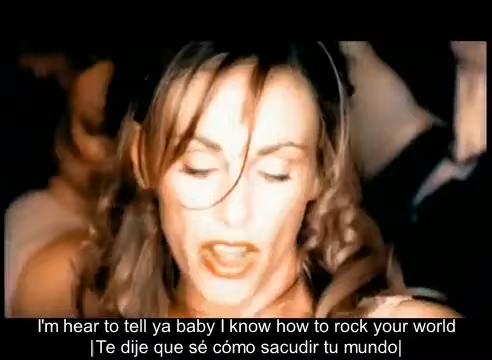 I'm hear to tell ya baby I know how to rock your world
|Te dije que sé cómo sacudir tu mundo|